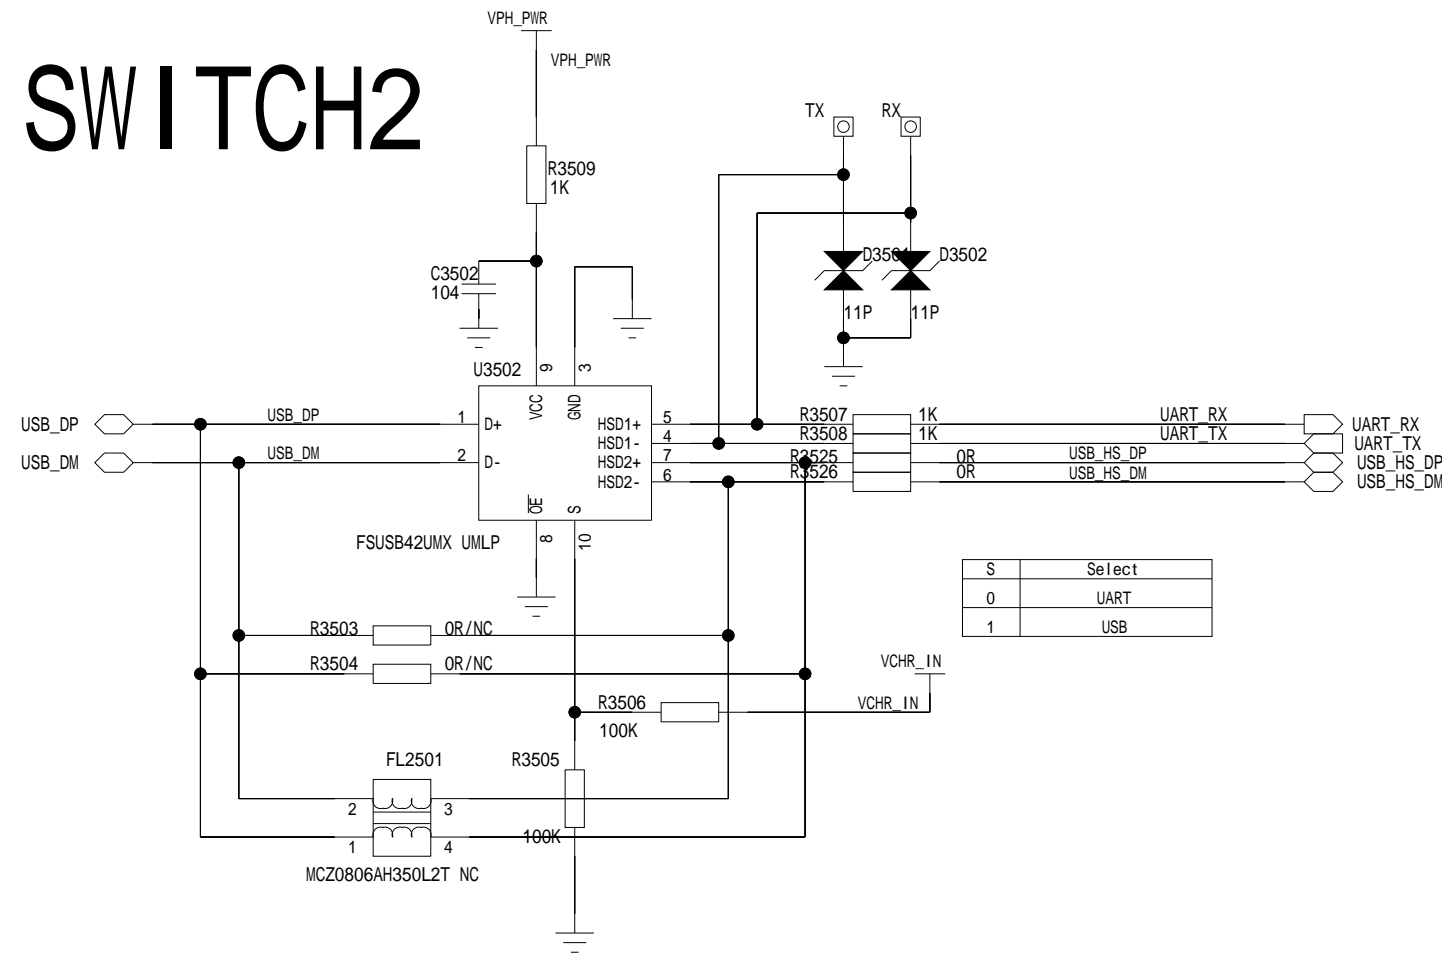 VPH_PWR
VPH_PWR
SWITCH2
TX
RX
R3509
1K
D3501
D3502
C3502
104
11P
11P
U3502
9
3
VCC
GND
USB_DP
USB_DP
1
D+
HSD1+
5
R3507
1K
UART_RX
UART_RX
HSD1-
4
R3508
1K
UART_TX
UART_TX
USB_DM
USB_DM
2
D-
HSD2+
7
R3525
0R
USB_HS_DP
USB_HS_DP
HSD2-
6
R3526
0R
USB_HS_DM
USB_HS_DM
OE
S
FSUSB42UMX UMLP
8
10
S Select
0 UART
1 USB
R3503
0R/NC
R3504
0R/NC
VCHR_IN
R3506
VCHR_IN
100K
FL2501
R3505
2
3
100K
1
4
MCZ0806AH350L2T NC